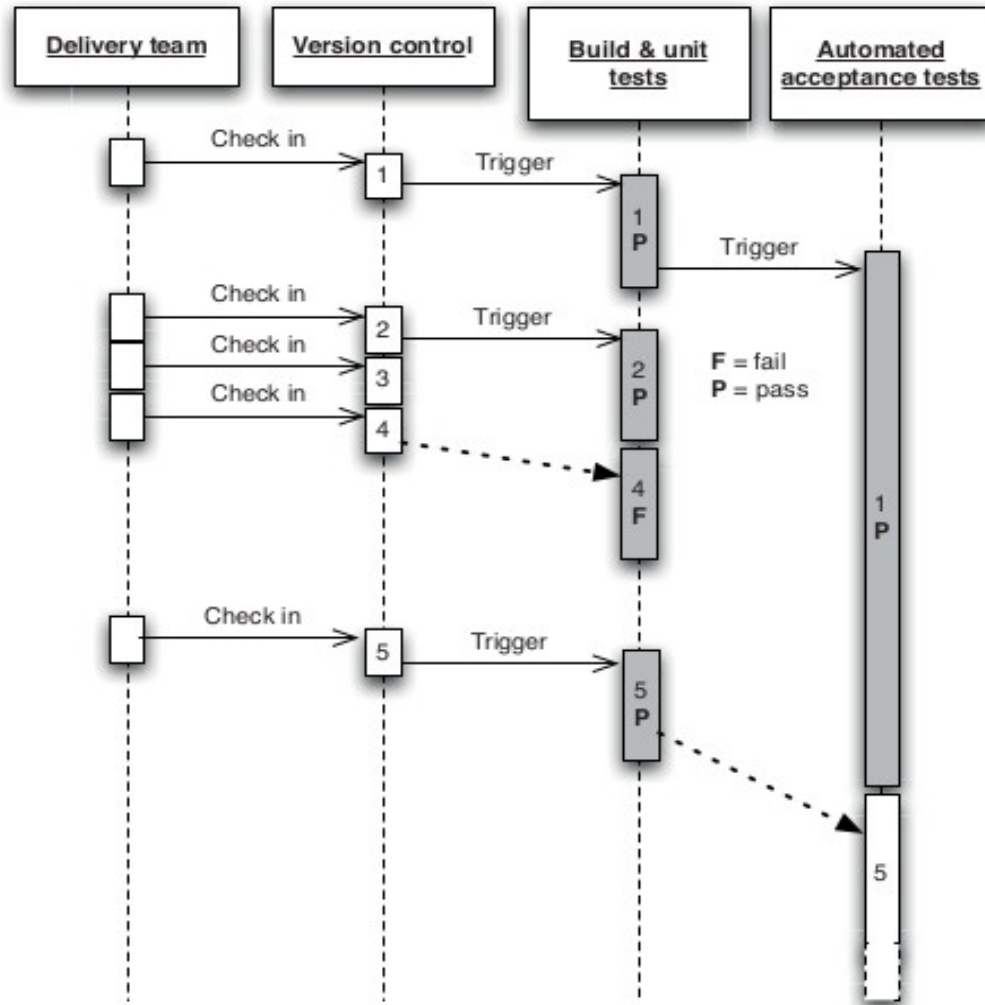 Delivery team
Version control
Build & unit
tests
Automated
acceptance tests
Check in
1
Trigger
1
P
Trigger
Check in
2
Trigger
2
P
F = fail
P = pass
Check in
3
Check in
4
4
F
1
P
Check in
5
Trigger
5
P
5